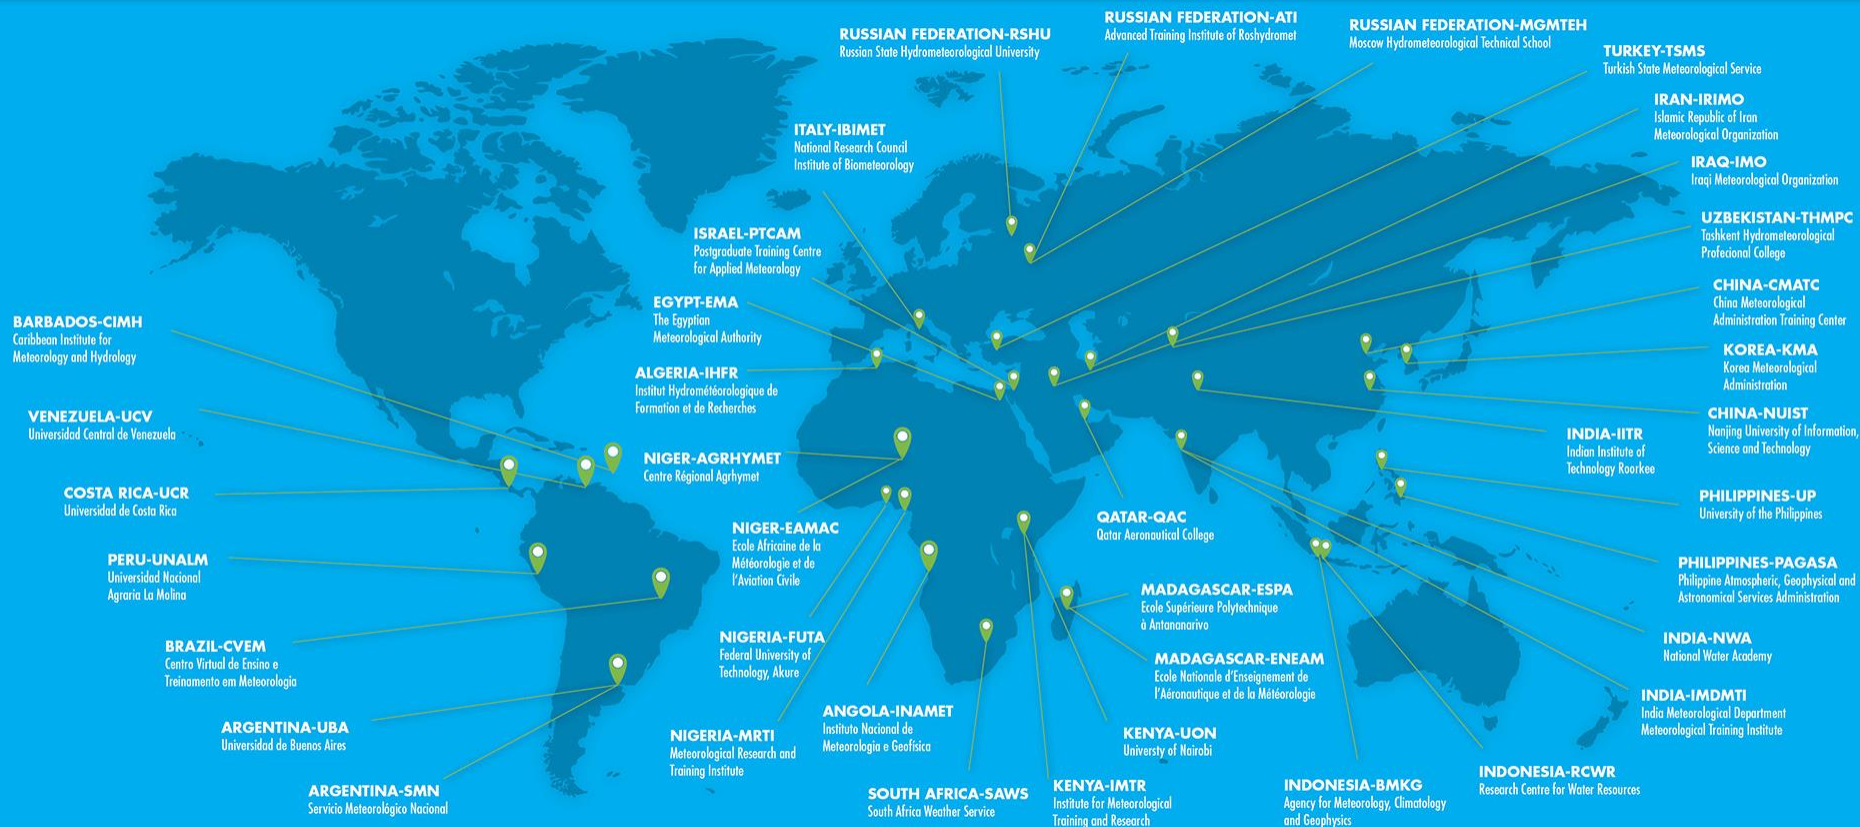 RUSSIAN FEDERATION-RSHU
Russian State Hydrometeorological University
RUSSIAN FEDERATION-ATI
Advanced Training Institute of Roshydromet
RUSSIAN FEDERATION-MGMTEH
Moscow Hydrometeorological Technical School
TURKEY-TSMS
Turkish State Meteorological Service
IRAN-IRIMO
Islamic Republic of Iran
Meteorological Organization
IRAQ-IMO
Iraqi Meteorological Organization
UZBEKISTAN-THMPC
Tashkent Hydrometeorological
Profecional College
CHINA-CMATC
China Meteorological
Administration Training Center
KOREA-KMA
Korea Meteorological
Administration
CHINA-NUIST
Nanjing University of Information,
Science and Technology
INDIA-IITR
Indian Institute of
Technology Roorkee
PHILIPPINES-UP
University of the Philippines
PHILIPPINES-PAGASA
Philippine Atmospheric, Geophysical and
Astronomical Services Administration
INDIA-NWA
National Water Academy
INDIA-IMDMTI
India Meteorological Department
Meteorological Training Institute
INDONESIA-RCWR
Research Centre for Water Resources
INDONESIA-BMKG
Agency for Meteorology, Climatology
and Geophysics
ITALY-IBIMET
National Research Council
Institute of Biometeorology
ISRAEL-PTCAM
Postgraduate Training Centre
for Applied Meteorology
EGYPT-EMA
The Egyptian
Meteorological Authority
ALGERIA-IHFR
Institut Hydrométéorologique de
Formation et de Recherches
NIGER-AGRHYMET
Centre Régional Agrhymet
NIGER-EAMAC
Ecole Africaine de la
Météorologie et de
l'Aviation Civile
NIGERIA-FUTA
Federal University of
Technology, Akure
NIGERIA-MRTI
Meteorological Research and
Training Institute
ANGOLA-INAMET
Instituto Nacional de
Meteorologia e Geofísica
SOUTH AFRICA-SAWS
South Africa Weather Service
KENYA-IMTR
Institute for Meteorological
Training and Research
KENYA-UON
Universty of Nairobi
MADAGASCAR-ENEAM
Ecole Nationale d'Enseignement de
l'Aéronautique et de la Météorologie
MADAGASCAR-ESPA
Ecole Supérieure Polytechnique
à Antananarivo
QATAR-QAC
Qatar Aeronautical College
BARBADOS-CIMH
Caribbean Institute for
Meteorology and Hydrology
VENEZUELA-UCV
Universidad Central de Venezuela
COSTA RICA-UCR
Universidad de Costa Rica
PERU-UNALM
Universidad Nacional
Agraria La Molina
BRAZIL-CVEM
Centro Virtual de Ensino e
Treinamento em Meteorologia
ARGENTINA-UBA
Universidad de Buenos Aires
ARGENTINA-SMN
Servicio Meteorológico Nacional